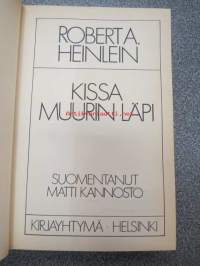 ROBERT A.
HEINLEIN
KISSA
MUURIN LÄPI
SUOMENTANUT
MATTI KANNOSTO
KIRJAYHTYMÄ · HELSINKI